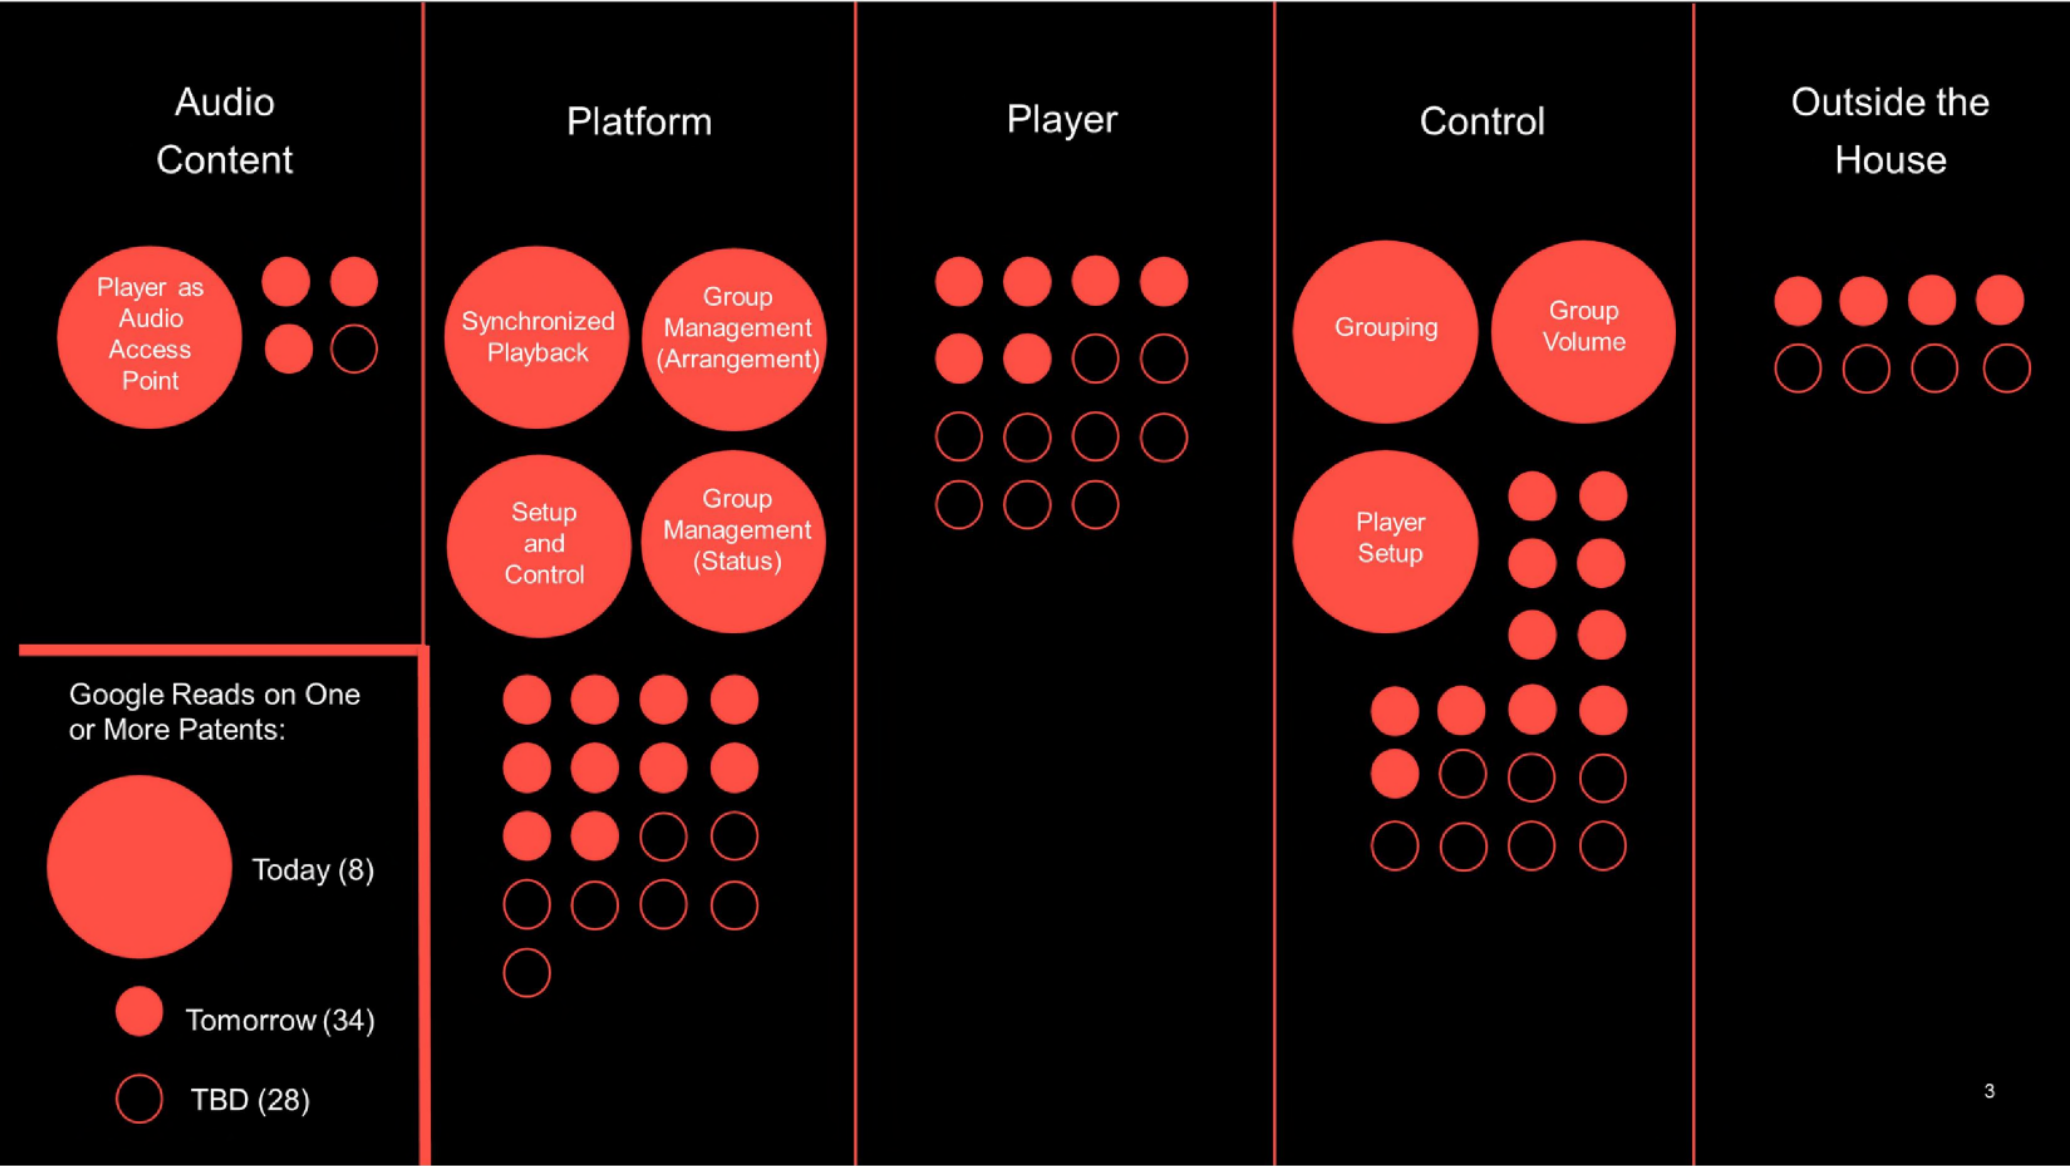 Audio
Content
Platform
Player
Control
Outside the
House
Player as
Audio
Access
Point
Synchronized
Playback
Group
Management
(Arrangement)
Setup
and
Control
Group
Management
(Status)
Grouping
Group
Volume
Player
Setup
Google Reads on One
or More Patents:
Today (8)
Tomorrow (34)
TBD (28)
3